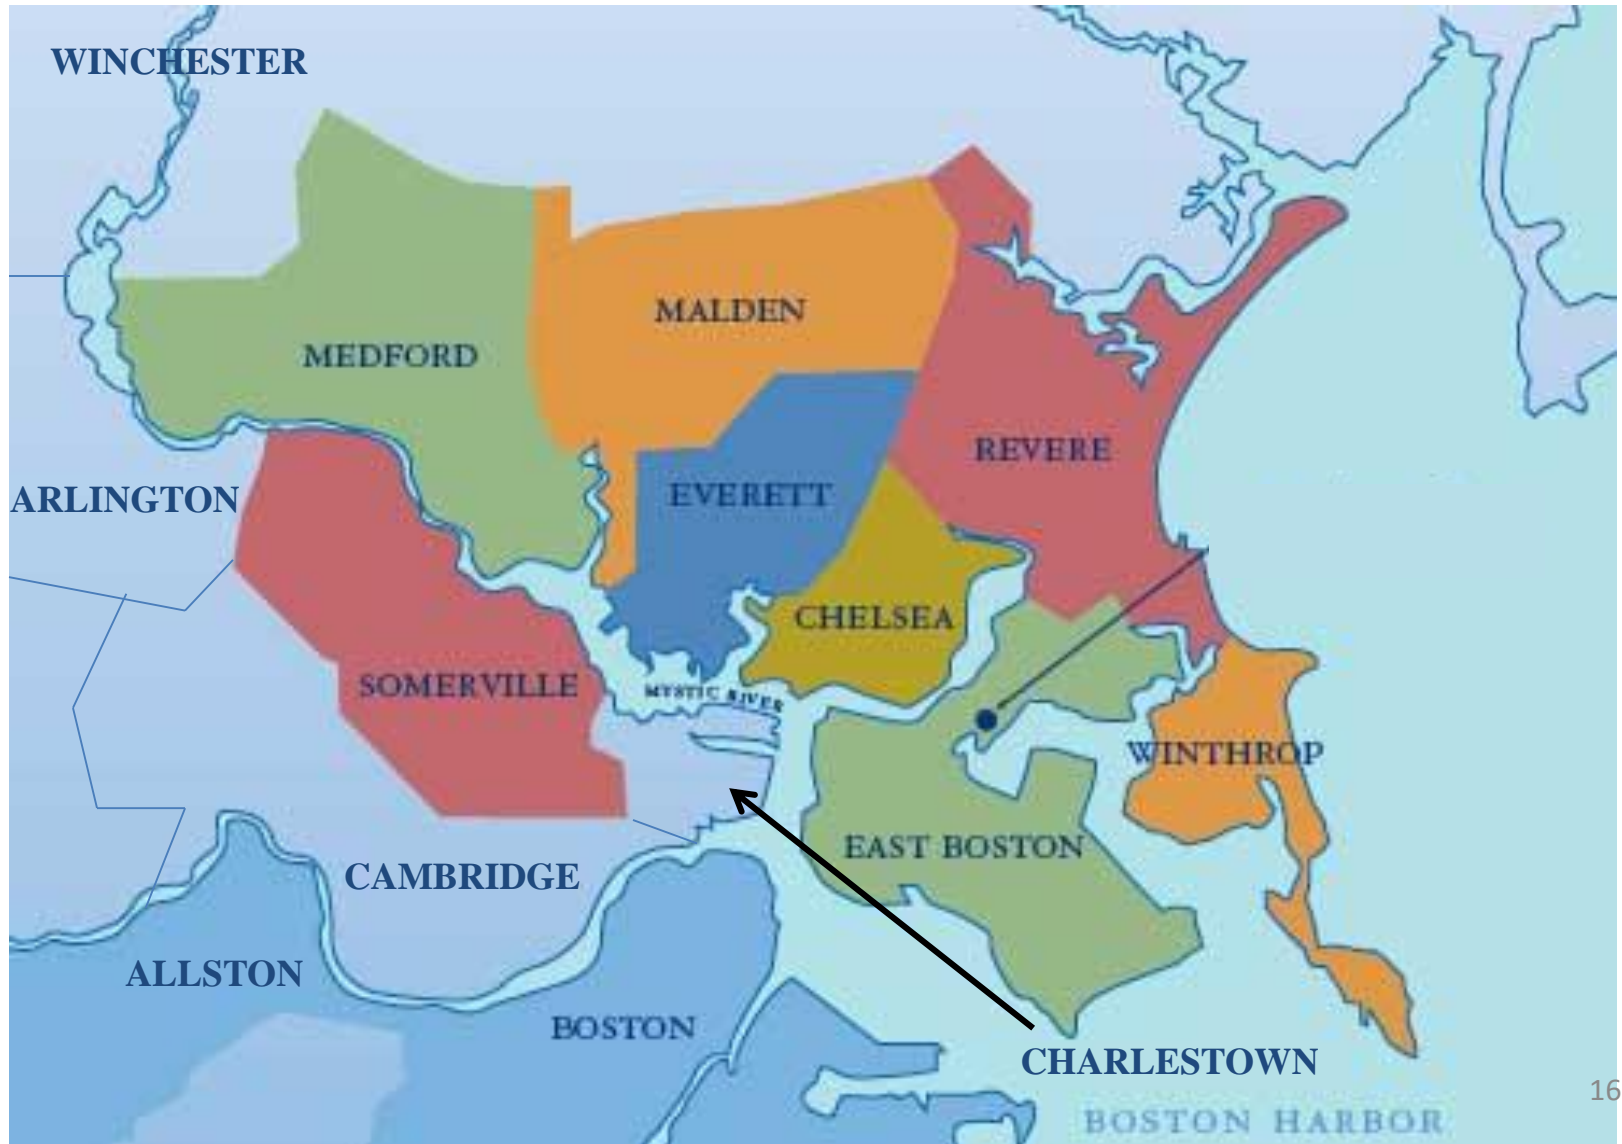 WINCHESTER
MALDEN
MEDFORD
REVERE
ARLINGTON
EVERETT
CHELSEA
SOMERVILLE
MYSTIC RIVER
WINTHROP
EAST BOSTON
CAMBRIDGE
ALLSTON
BOSTON
CHARLESTOWN
16
BOSTON HARBOR